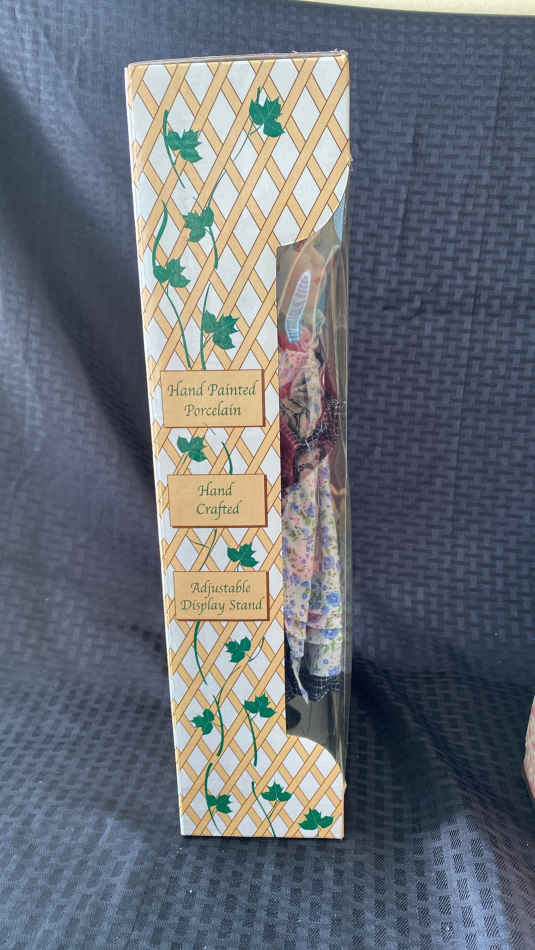 Hand Painted
Porcelain
Hand
Crafted
Adjustable
Display Stand